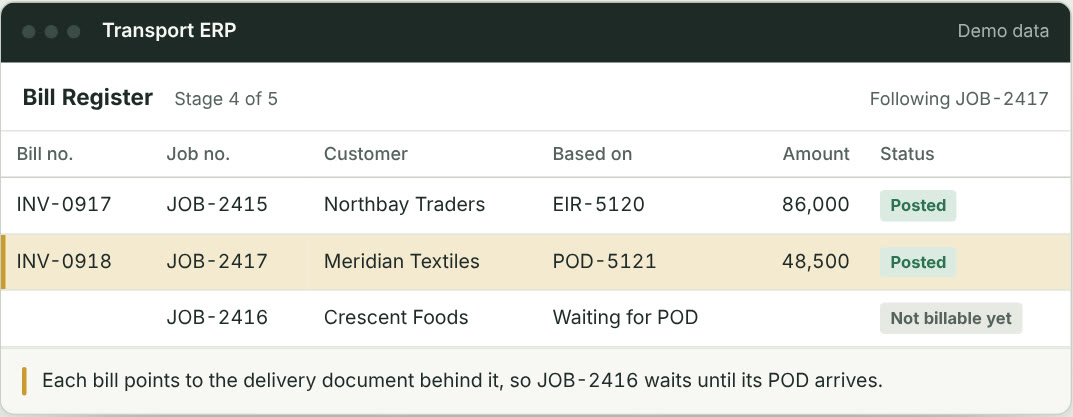 Transport ERP Demo data
Bill Register Stage 4 of 5 Following JOB-2417
Bill no. Job no. Customer Based on Amount Status
INV-0917 JOB-2415 Northbay Traders EIR-5120 86,000 Posted
INV-0918 JOB-2417 Meridian Textiles POD-5121 48,500 Posted
JOB-2416 Crescent Foods Waiting for POD Not billable yet
Each bill points to the delivery document behind it, so JOB-2416 waits until its POD arrives.